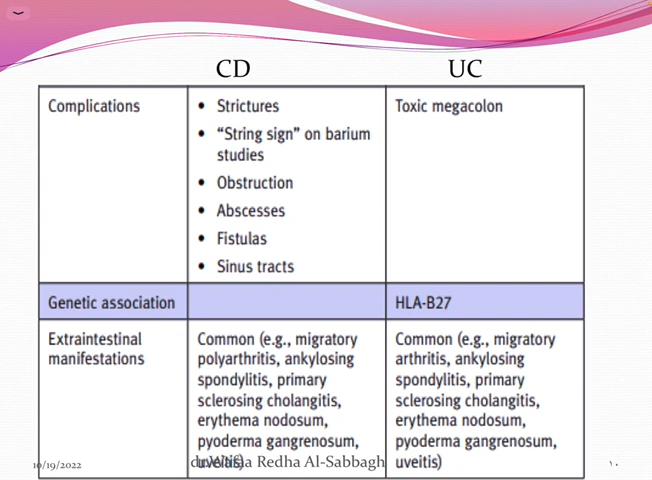 CD UC
Complications
• Strictures
• “String sign” on barium
studies
• Obstruction
• Abscesses
• Fistulas
• Sinus tracts
Toxic megacolon
Genetic association HLA-B27
Extraintestinal
manifestations
Common (e.g., migratory
polyarthritis, ankylosing
spondylitis, primary
sclerosing cholangitis,
erythema nodosum,
pyoderma gangrenosum,
uveitis)
Common (e.g., migratory
arthritis, ankylosing
spondylitis, primary
sclerosing cholangitis,
erythema nodosum,
pyoderma gangrenosum,
uveitis)
10/19/2022 Redha Al-Sabbagh ١٠